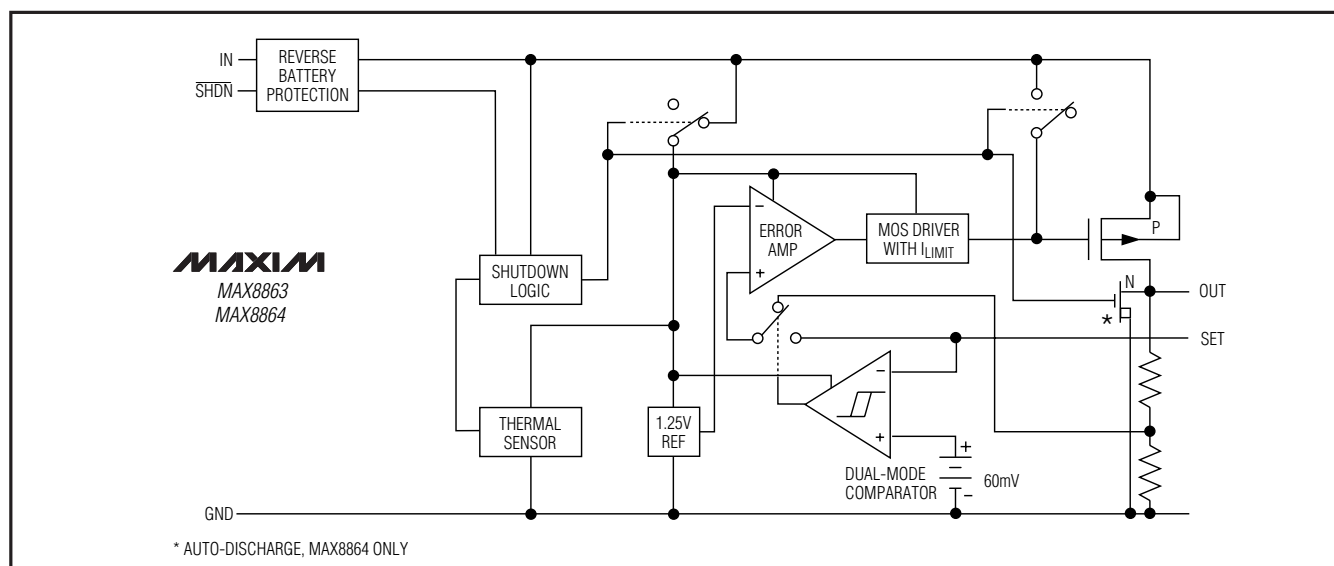 IN
REVERSE
BATTERY
PROTECTION
SHDN
P
ERROR
AMP
−
+
MOS DRIVER
WITH ILIMIT
MAXIM
MAX8863
MAX8864
SHUTDOWN
LOGIC
N
OUT
*
SET
−
+
THERMAL
SENSOR
1.25V
REF
DUAL-MODE
COMPARATOR
+
60mV
−
GND
* AUTO-DISCHARGE, MAX8864 ONLY